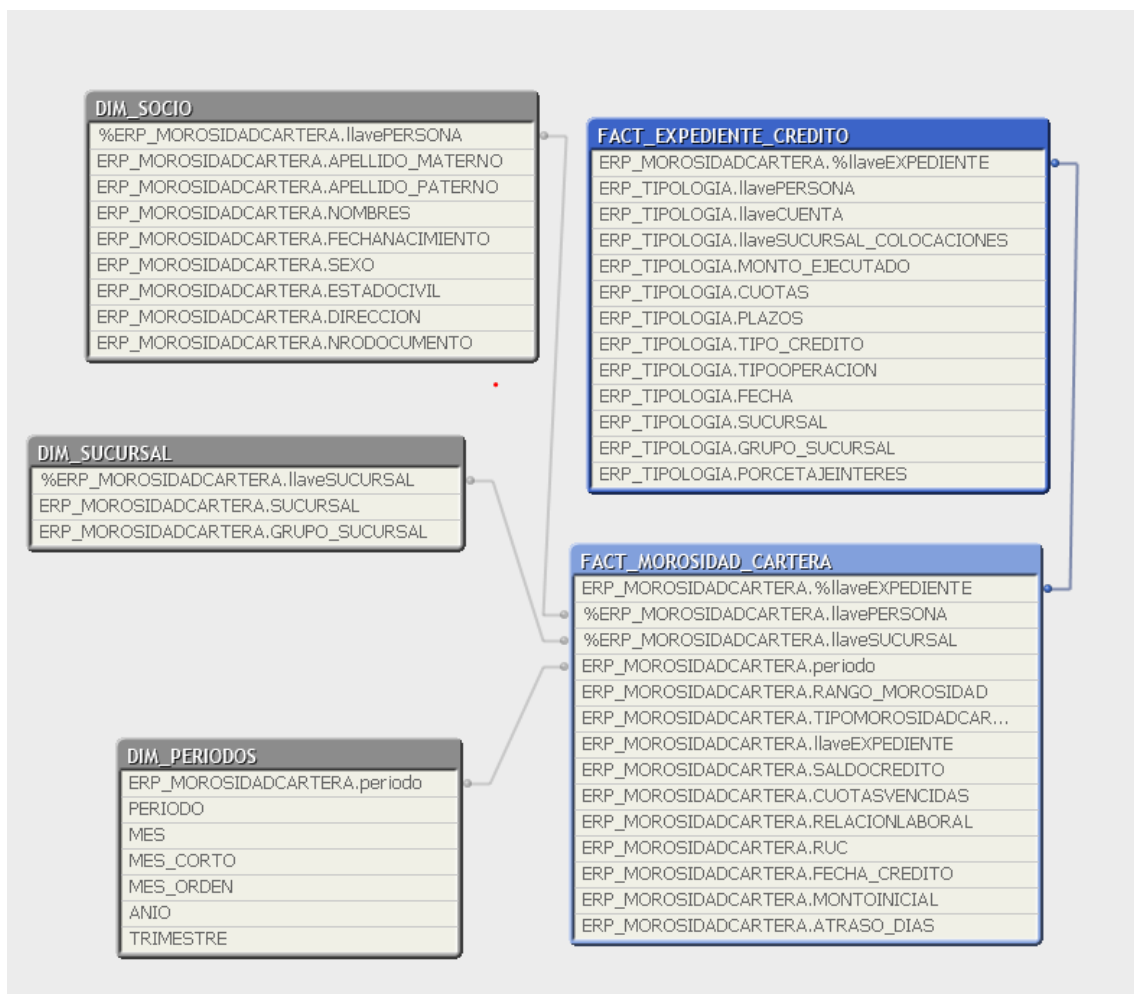 DIM_SOCIO
%ERP_MOROSIDADCARTERA.llavePERSONA
ERP_MOROSIDADCARTERA.APELLIDO_MATERNO
ERP_MOROSIDADCARTERA.APELLIDO_PATERNO
ERP_MOROSIDADCARTERA.NOMBRES
ERP_MOROSIDADCARTERA.FECHANACIMIENTO
ERP_MOROSIDADCARTERA.SEXO
ERP_MOROSIDADCARTERA.ESTADOCIVIL
ERP_MOROSIDADCARTERA.DIRECCION
ERP_MOROSIDADCARTERA.NRODOCUMENTO
FACT_EXPEDIENTE_CREDITO
ERP_MOROSIDADCARTERA.%llaveEXPEDIENTE
ERP_TIPOLOGIA.llavePERSONA
ERP_TIPOLOGIA.llaveCUENTA
ERP_TIPOLOGIA.llaveSUCURSAL_COLOCACIONES
ERP_TIPOLOGIA.MONTO_EJECUTADO
ERP_TIPOLOGIA.CUOTAS
ERP_TIPOLOGIA.PLAZOS
ERP_TIPOLOGIA.TIPO_CREDITO
ERP_TIPOLOGIA.TIPOOPERACION
ERP_TIPOLOGIA.FECHA
ERP_TIPOLOGIA.SUCURSAL
ERP_TIPOLOGIA.GRUPO_SUCURSAL
ERP_TIPOLOGIA.PORCETAJEINTERES
DIM_SUCURSAL
%ERP_MOROSIDADCARTERA.llaveSUCURSAL
ERP_MOROSIDADCARTERA.SUCURSAL
ERP_MOROSIDADCARTERA.GRUPO_SUCURSAL
FACT_MOROSIDAD_CARTERA
ERP_MOROSIDADCARTERA.%llaveEXPEDIENTE
%ERP_MOROSIDADCARTERA.llavePERSONA
%ERP_MOROSIDADCARTERA.llaveSUCURSAL
ERP_MOROSIDADCARTERA.periodo
ERP_MOROSIDADCARTERA.RANGO_MOROSIDAD
ERP_MOROSIDADCARTERA.TIPOMOROSIDADCAR...
ERP_MOROSIDADCARTERA.llaveEXPEDIENTE
ERP_MOROSIDADCARTERA.SALDOCREDITO
ERP_MOROSIDADCARTERA.CUOTASVENCIDAS
ERP_MOROSIDADCARTERA.RELACIONLABORAL
ERP_MOROSIDADCARTERA.RUC
ERP_MOROSIDADCARTERA.FECHA_CREDITO
ERP_MOROSIDADCARTERA.MONTOINICIAL
ERP_MOROSIDADCARTERA.ATRASO_DIAS
DIM_PERIODOS
ERP_MOROSIDADCARTERA.periodo
PERIODO
MES
MES_CORTO
MES_ORDEN
ANIO
TRIMESTRE